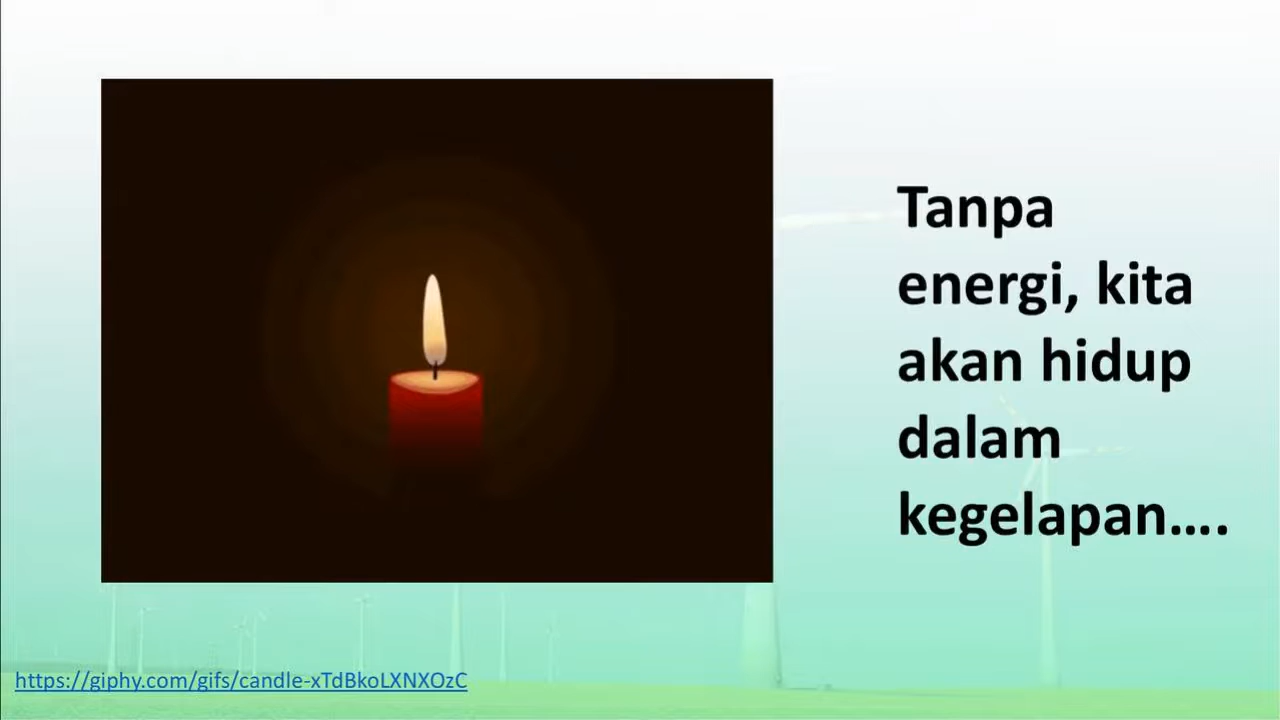 Tanpa
energi, kita
akan hidup
dalam
kegelapan….
https://giphy.com/gifs/candle-xTdBkoLXNXOzC